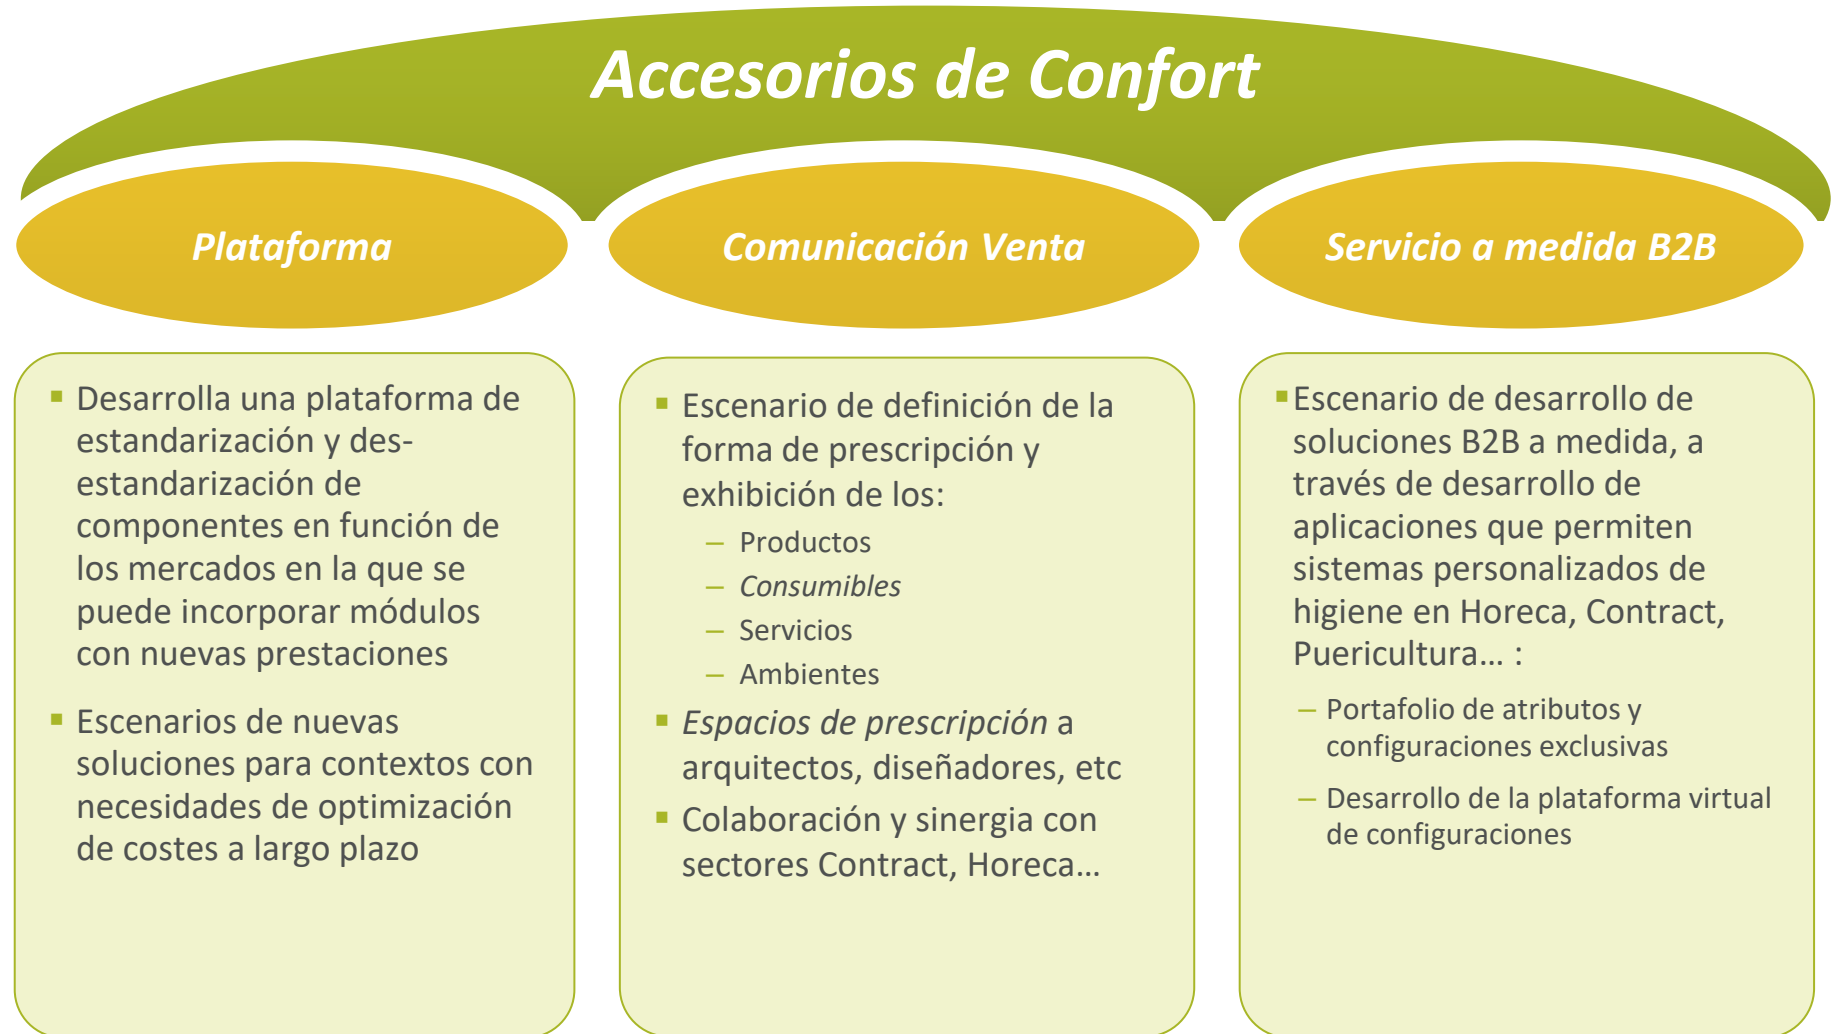 Accesorios de Confort
Plataforma
Comunicación Venta
Servicio a medida B2B
▪ Desarrolla una plataforma de
estandarización y des-
estandarización de
componentes en función de
los mercados en la que se
puede incorporar módulos
con nuevas prestaciones
▪ Escenarios de nuevas
soluciones para contextos con
necesidades de optimización
de costes a largo plazo
▪ Escenario de definición de la
forma de prescripción y
exhibición de los:
– Productos
– Consumibles
– Servicios
– Ambientes
▪ Espacios de prescripción a
arquitectos, diseñadores, etc
▪ Colaboración y sinergia con
sectores Contract, Horeca…
▪Escenario de desarrollo de
soluciones B2B a medida, a
través de desarrollo de
aplicaciones que permiten
sistemas personalizados de
higiene en Horeca, Contract,
Puericultura… :
– Portafolio de atributos y
configuraciones exclusivas
– Desarrollo de la plataforma virtual
de configuraciones